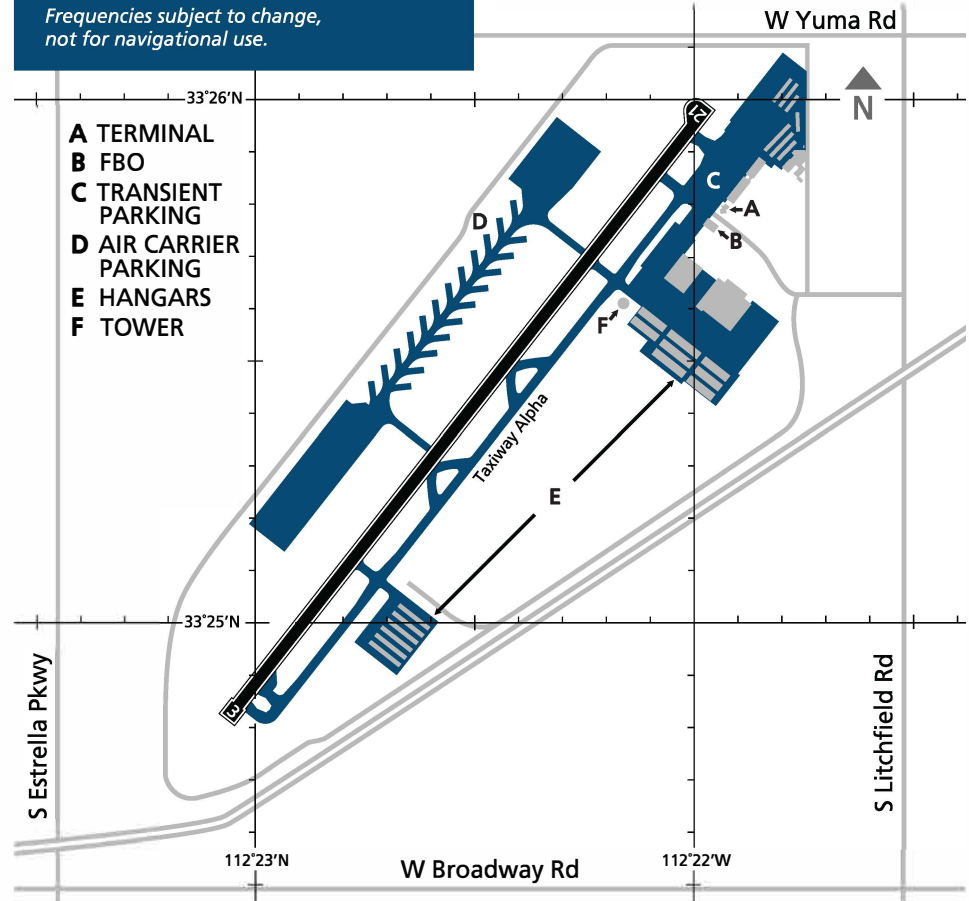 Frequencies subject to change,
not for navigational use.
W Yuma Rd
33°26'N
N
21
A TERMINAL
B FBO
C TRANSIENT
PARKING
D AIR CARRIER
PARKING
E HANGARS
F TOWER
C
A
B
D
F
Taxiway Alpha
E
33°25'N
3
S Estrella Pkwy
S Litchfield Rd
112°23'N
112°22'W
W Broadway Rd